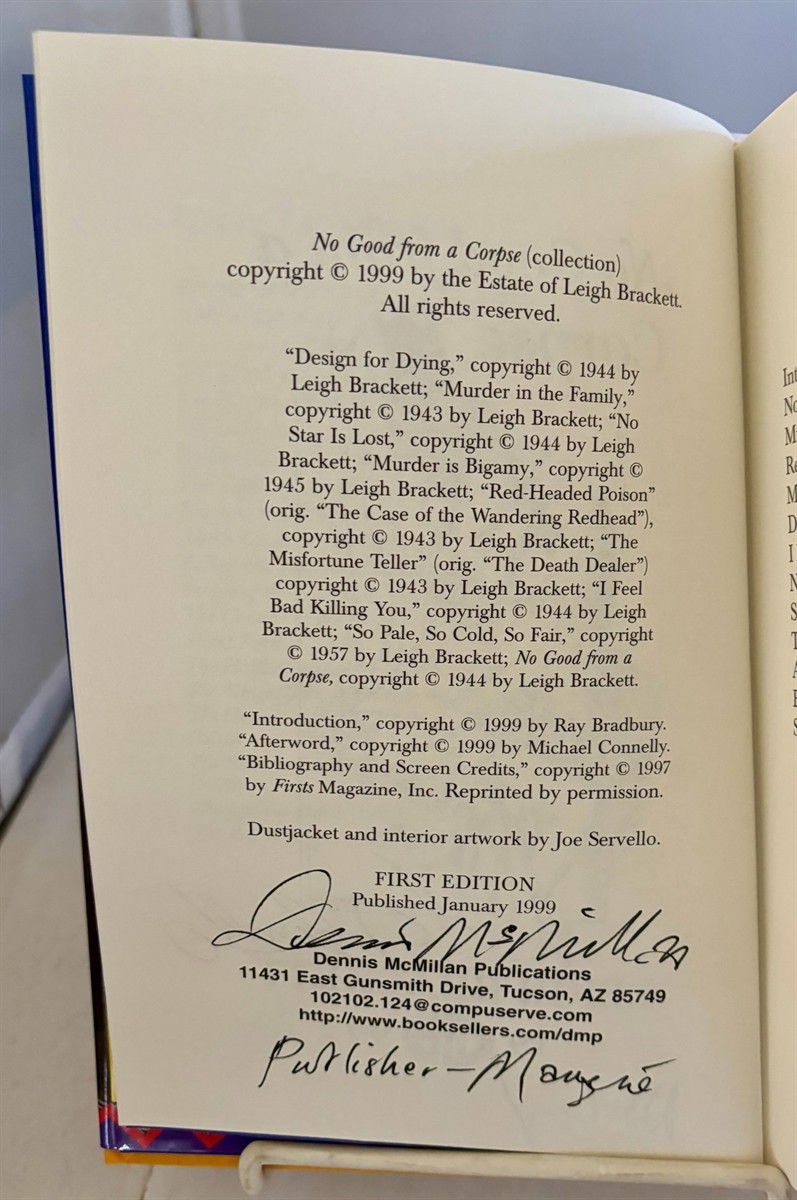 No Good from a Corpse (collection)
copyright © 1999 by the Estate of Leigh Brackett.
All rights reserved.
“Design for Dying,” copyright © 1944 by
Leigh Brackett; “Murder in the Family,”
copyright © 1943 by Leigh Brackett; “No
Star Is Lost,” copyright © 1944 by Leigh
Brackett; “Murder is Bigamy,” copyright ©
1945 by Leigh Brackett; “Red-Headed Poison”
(orig. “The Case of the Wandering Redhead”),
copyright © 1943 by Leigh Brackett; “The
Misfortune Teller” (orig. “The Death Dealer”)
copyright © 1943 by Leigh Brackett; “I Feel
Bad Killing You,” copyright © 1944 by Leigh
Brackett; “So Pale, So Cold, So Fair,” copyright
© 1957 by Leigh Brackett; No Good from a
Corpse, copyright © 1944 by Leigh Brackett.
“Introduction,” copyright © 1999 by Ray Bradbury.
“Afterword,” copyright © 1999 by Michael Connelly.
“Bibliography and Screen Credits,” copyright © 1997
by Firsts Magazine, Inc. Reprinted by permission.
Dustjacket and interior artwork by Joe Servello.
FIRST EDITION
Published January 1999
Dennis McMillan
Dennis McMillan Publications
11431 East Gunsmith Drive, Tucson, AZ 85749
102102.124@compuserve.com
http://www.booksellers.com/dmp
Publisher –